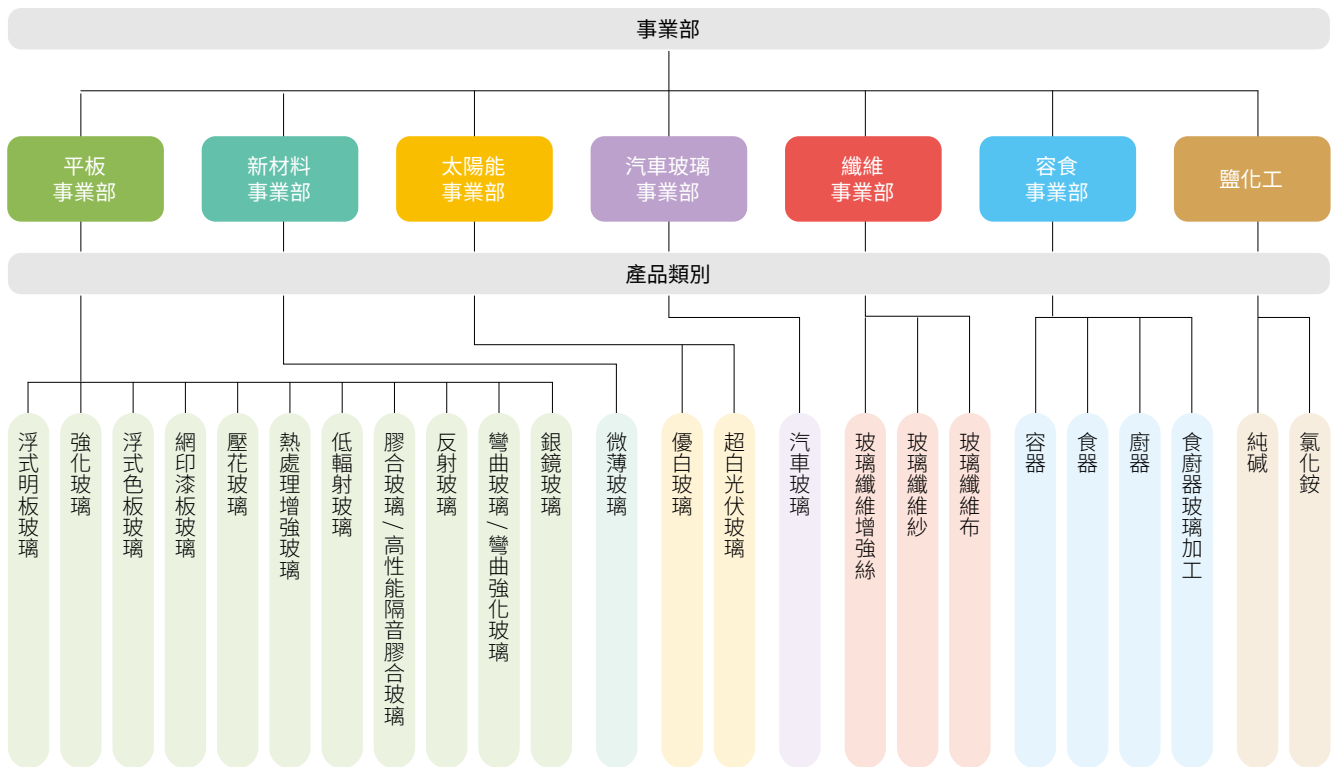 事業部
平板
事業部
新材料
事業部
太陽能
事業部
汽車玻璃
事業部
纖維
事業部
容食
事業部
鹽化工
產品類別
浮式明板玻璃
強化玻璃
浮式色板玻璃
網印漆板玻璃
壓花玻璃
熱處理增強玻璃
低輻射玻璃
膠合玻璃/高性能隔音膠合玻璃
反射玻璃
彎曲玻璃/彎曲強化玻璃
銀鏡玻璃
微薄玻璃
優白玻璃
超白光伏玻璃
汽車玻璃
玻璃纖維增強絲
玻璃纖維紗
玻璃纖維布
容器
食器
廚器
食廚器玻璃加工
純碱
氯化銨